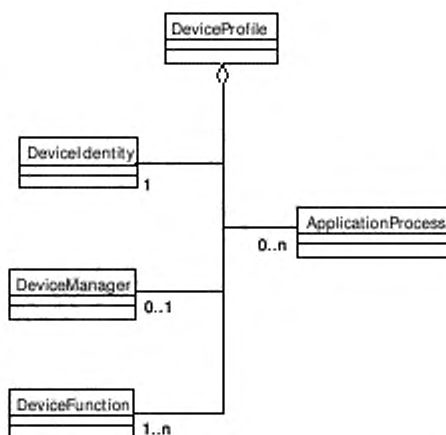 DeviceProfile
DeviceIdentity
1
ApplicationProcess
0..n
DeviceManager
0..1
DeviceFunction
1..n